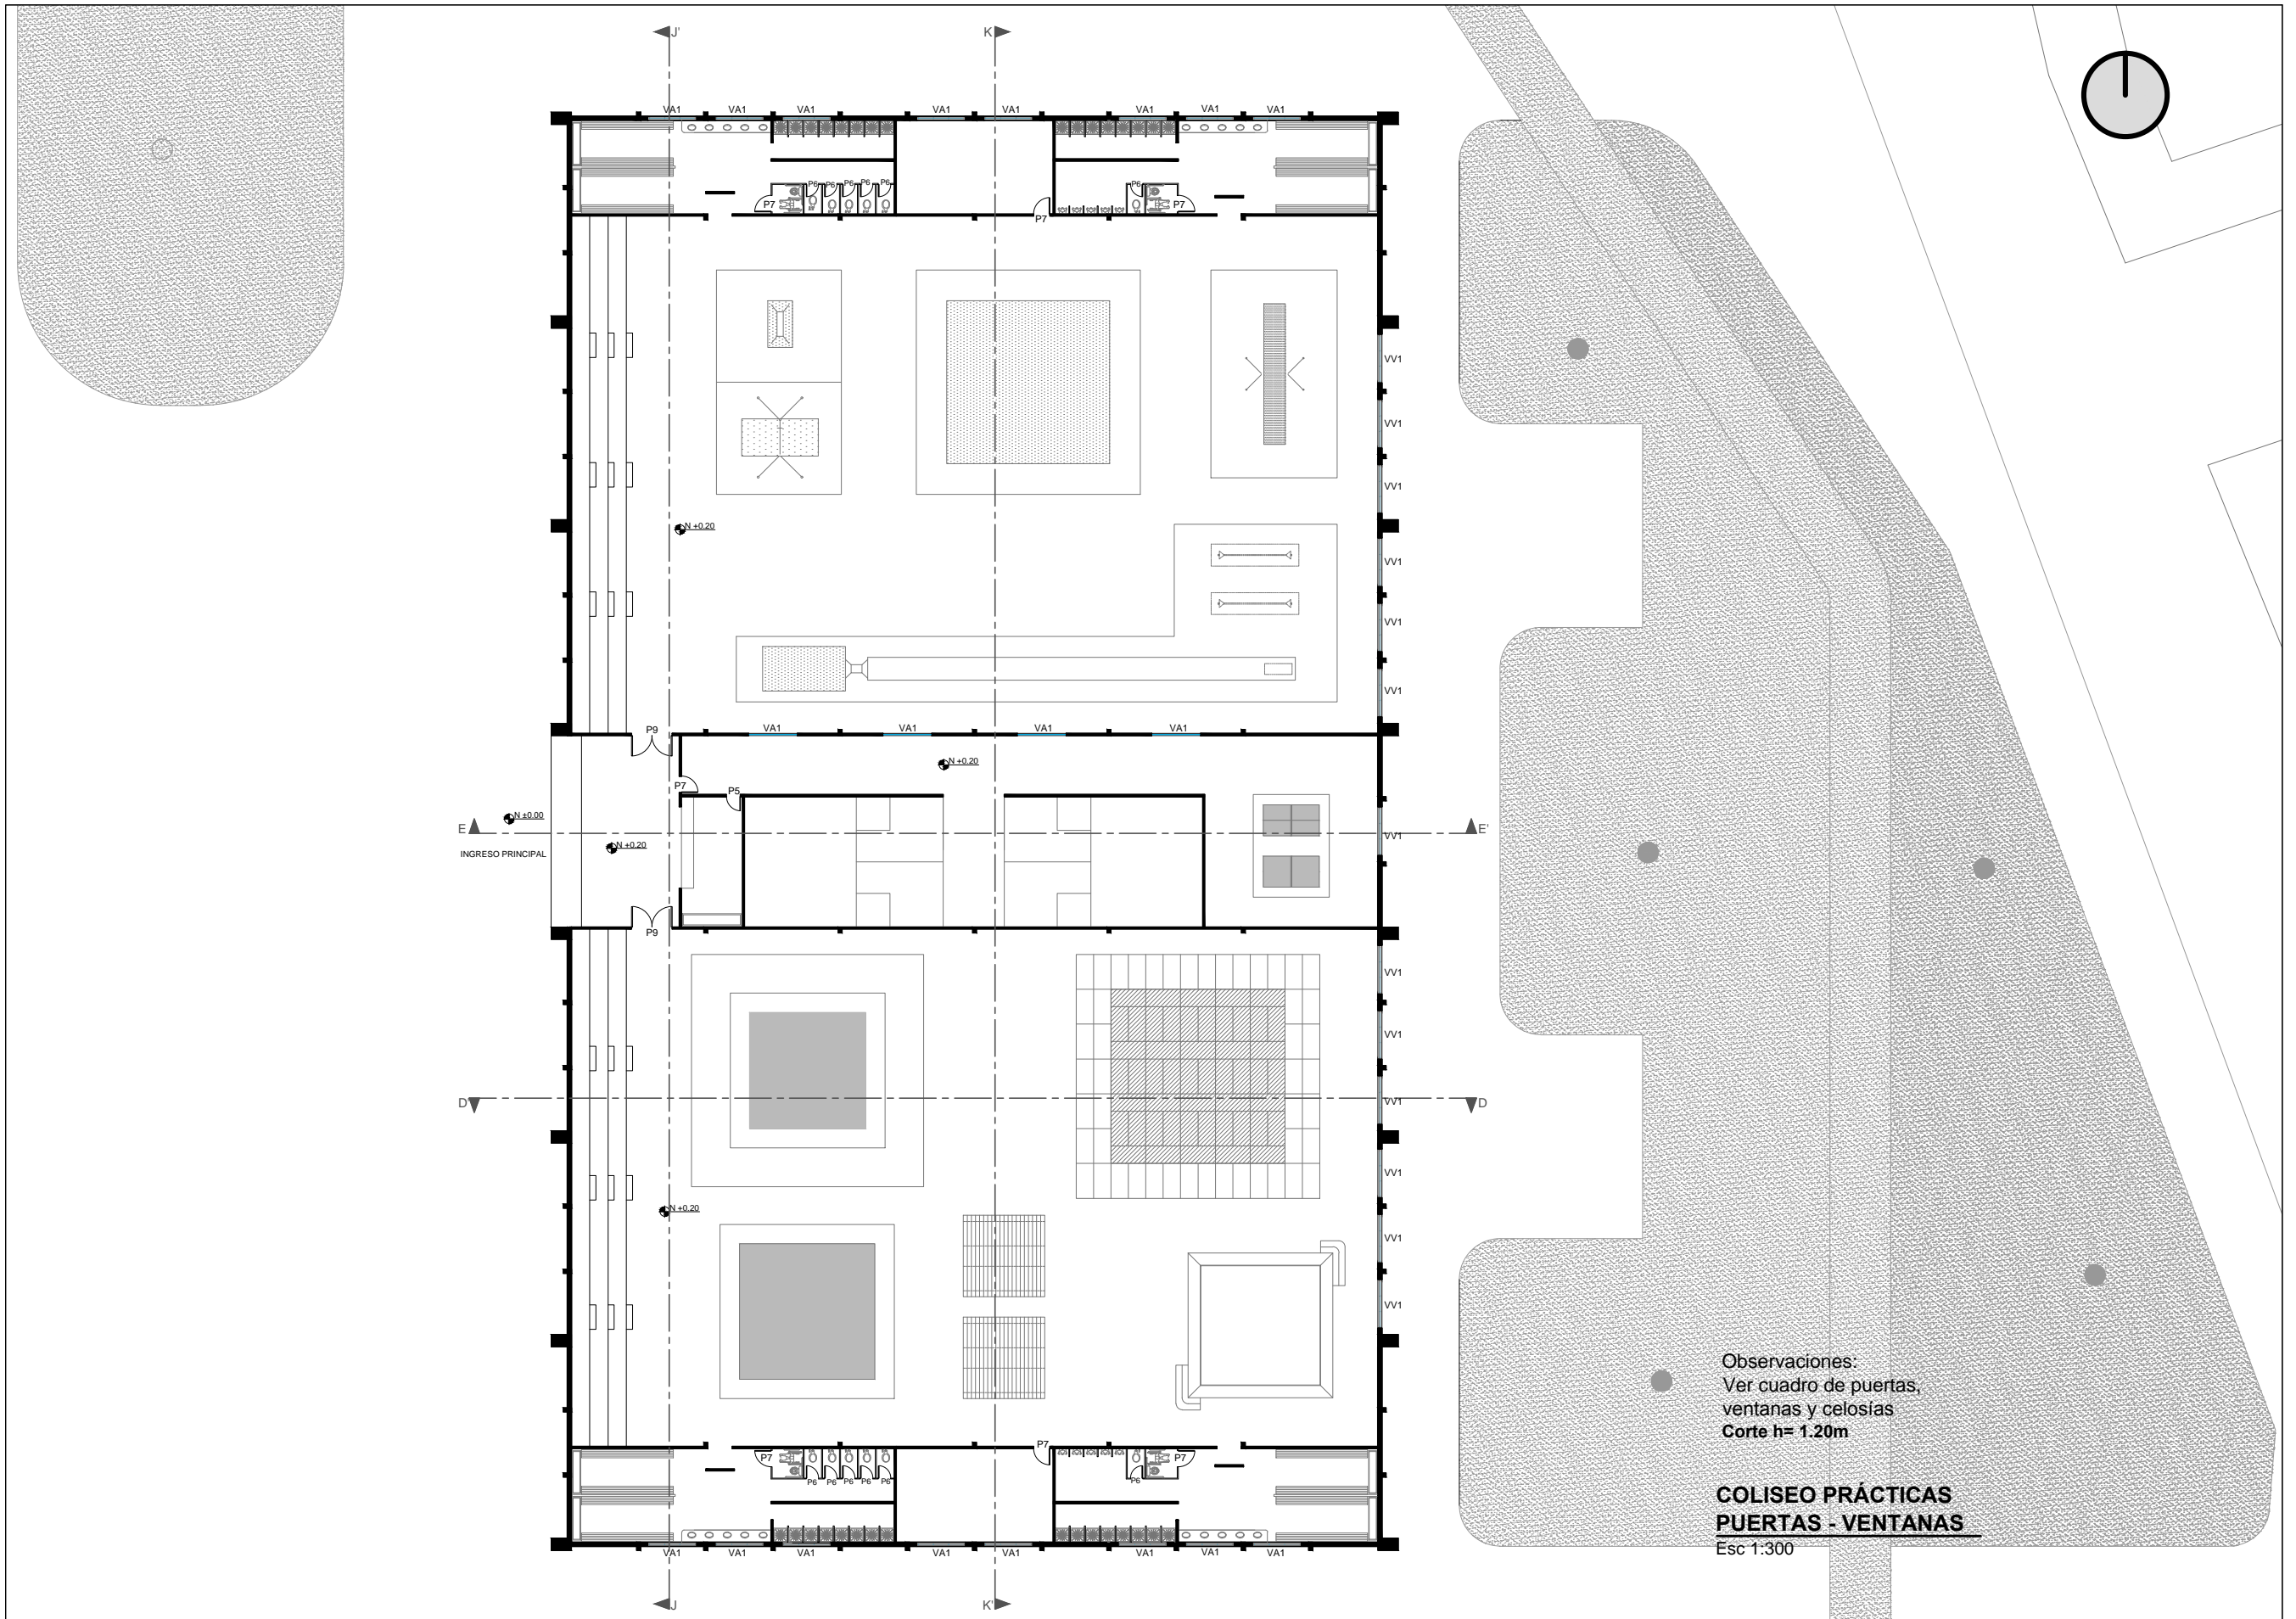 J' K
VA1 VA1 VA1 VA1 VA1 VA1 VA1 VA1
P6 P6 P6 P6 P6 P6
P7 P7
P7
VV1
VV1
VV1
N +0.20
VV1
VV1
VV1
P9 VA1 VA1 VA1 VA1
N +0.20
P7 P5
N ±0.00
E E'
VV1
N +0.20
INGRESO PRINCIPAL
P9
VV1
VV1
D' D
VV1
VV1
N +0.20
VV1
VV1
Observaciones:
Ver cuadro de puertas,
ventanas y celosías
Corte h= 1.20m
P7
P7 P7
P6 P6 P6 P6 P6 P6
COLISEO PRÁCTICAS
PUERTAS - VENTANAS
Esc 1:300
VA1 VA1 VA1 VA1 VA1 VA1 VA1 VA1
J K'